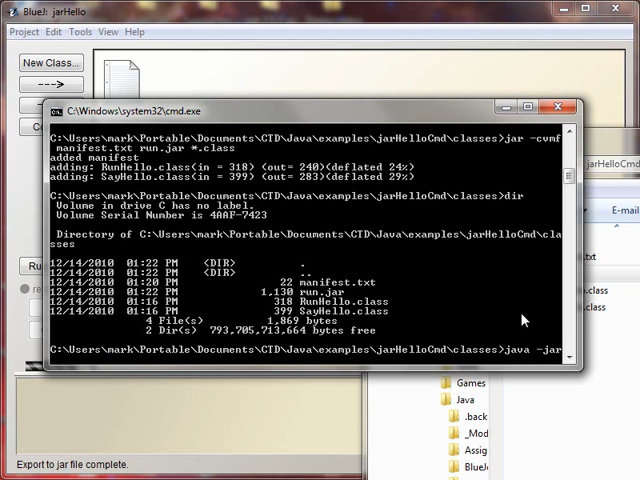 BlueJ: jarHello
Project Edit Tools View Help
New Class...
--->
C:\Windows\system32\cmd.exe
C:\Users\mark\Portable\Documents\CTD\Java\examples\jarHelloCmd\classes>jar -cvmf
manifest.txt run.jar *.class
added manifest
adding: RunHello.class(in = 318) (out= 240)(deflated 24%)
adding: SayHello.class(in = 399) (out= 283)(deflated 29%)
C:\Users\mark\Portable\Documents\CTD\Java\examples\jarHelloCmd\classes>dir
Volume in drive C has no label.
Volume Serial Number is 4AAF-7423
Directory of C:\Users\mark\Portable\Documents\CTD\Java\examples\jarHelloCmd\cla
sses
12/14/2010 01:22 PM <DIR> .
12/14/2010 01:22 PM <DIR> ..
12/14/2010 01:20 PM 22 manifest.txt
12/14/2010 01:22 PM 1,130 run.jar
12/14/2010 01:16 PM 318 RunHello.class
12/14/2010 01:16 PM 399 SayHello.class
4 File(s) 1,869 bytes
2 Dir(s) 793,705,713,664 bytes free
C:\Users\mark\Portable\Documents\CTD\Java\examples\jarHelloCmd\classes>java -jar
Co
Ru
re
jarHelloCmd
E-mail
.txt
o.class
o.class
Games
Java
.back
_Mod
Assig
BlueJ
Export to jar file complete.